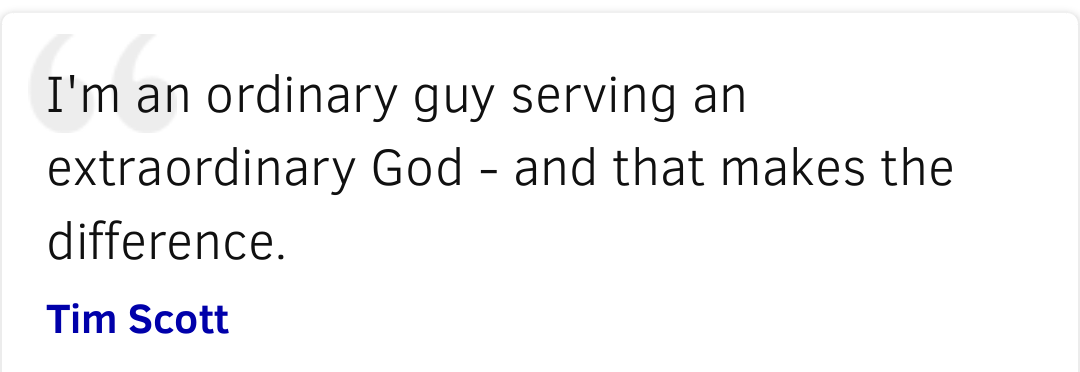 I'm an ordinary guy serving an
extraordinary God - and that makes the
difference.
Tim Scott